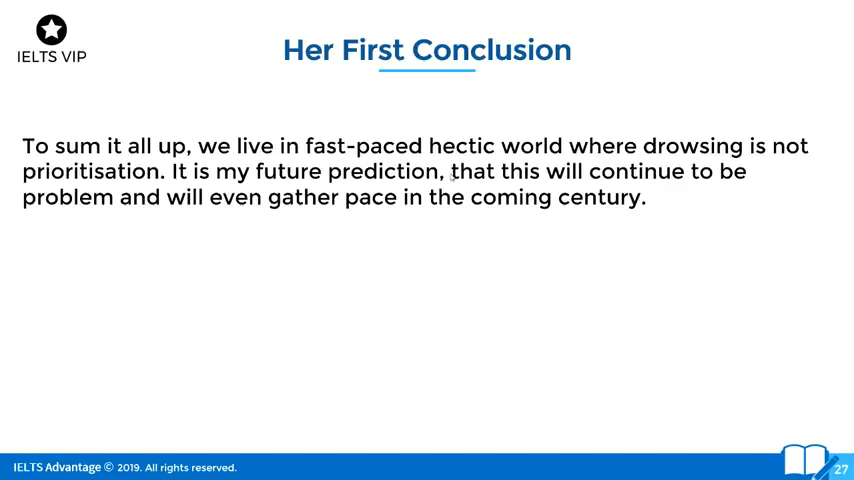 IELTS VIP
Her First Conclusion
To sum it all up, we live in fast-paced hectic world where drowsing is not
prioritisation. It is my future prediction, that this will continue to be
problem and will even gather pace in the coming century.
IELTS Advantage © 2019. All rights reserved.
27